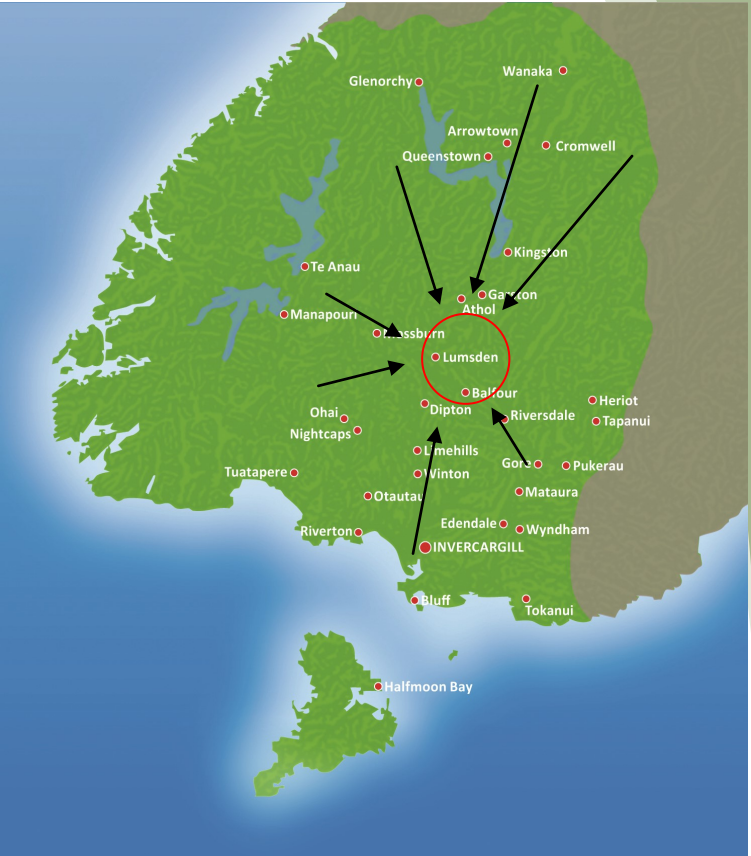 Wanaka
Glenorchy
Arrowtown
Cromwell
Queenstown
Kingston
Te Anau
Garston
Athol
Manapouri
Mossburn
Lumsden
Balfour
Heriot
Dipton
Riversdale
Ohai
Tapanui
Nightcaps
Limehills
Gore
Pukerau
Tuatapere
Winton
Mataura
Otautau
Edendale
Wyndham
Riverton
INVERCARGILL
Bluff
Tokanui
Halfmoon Bay